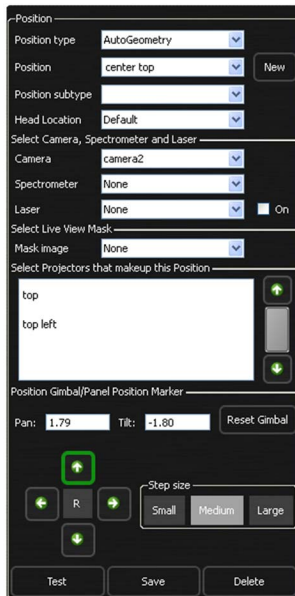 Position
Position type AutoGeometry
Position center top New
Position subtype
Head Location Default
Select Camera, Spectrometer and Laser
Camera camera2
Spectrometer None
Laser None On
Select Live View Mask
Mask image None
Select Projectors that makeup this Position
top
top left
Position Gimbal/Panel Position Marker
Pan: 1.79 Tilt: -1.80 Reset Gimbal
Step size
R Small Medium Large
Test Save Delete